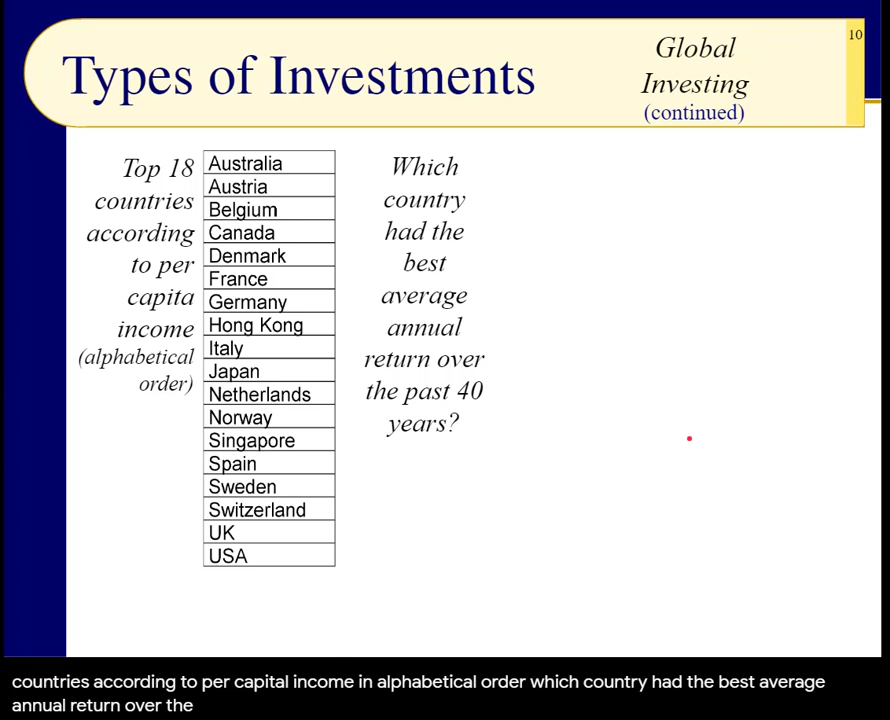 Types of Investments
Global
Investing
(continued)
10
Top 18
countries
according
to per
capita
income
(alphabetical
order)
Australia
Austria
Belgium
Canada
Denmark
France
Germany
Hong Kong
Italy
Japan
Netherlands
Norway
Singapore
Spain
Sweden
Switzerland
UK
USA
Which
country
had the
best
average
annual
return over
the past 40
years?
countries according to per capital income in alphabetical order which country had the best average
annual return over the